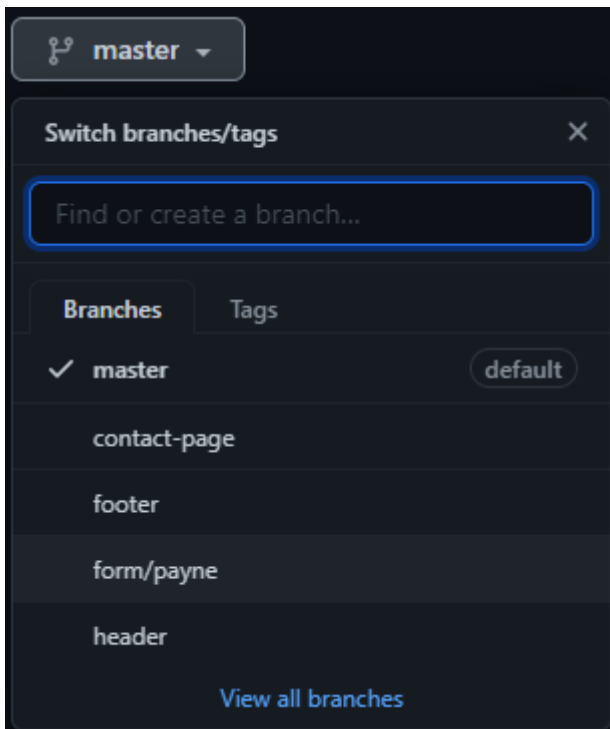 master
Switch branches/tags
Find or create a branch...
Branches Tags
master default
contact-page
footer
form/payne
header
View all branches